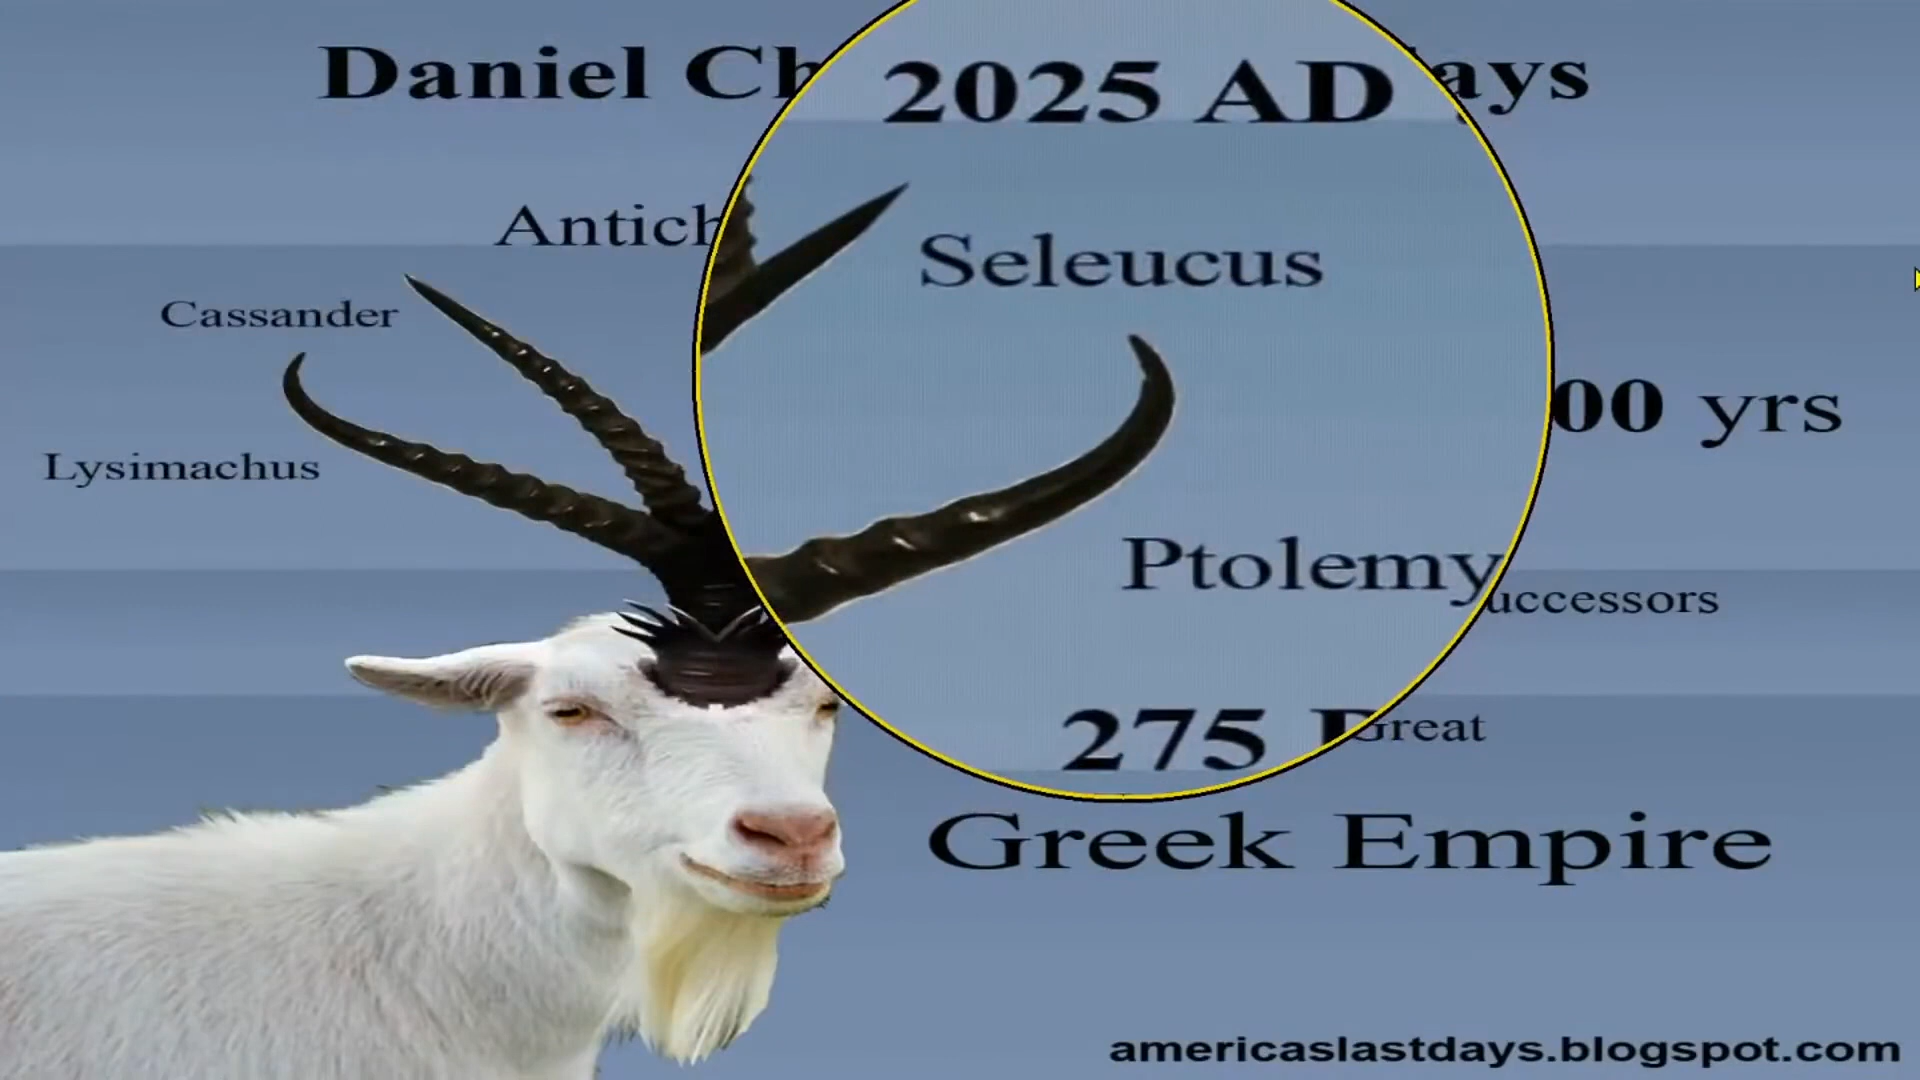 Daniel Ch
2025 AD
ays
Antich
Seleucus
Cassander
00 yrs
Lysimachus
Ptolemy
uccessors
275
Great
Greek Empire
americaslastdays.blogspot.com